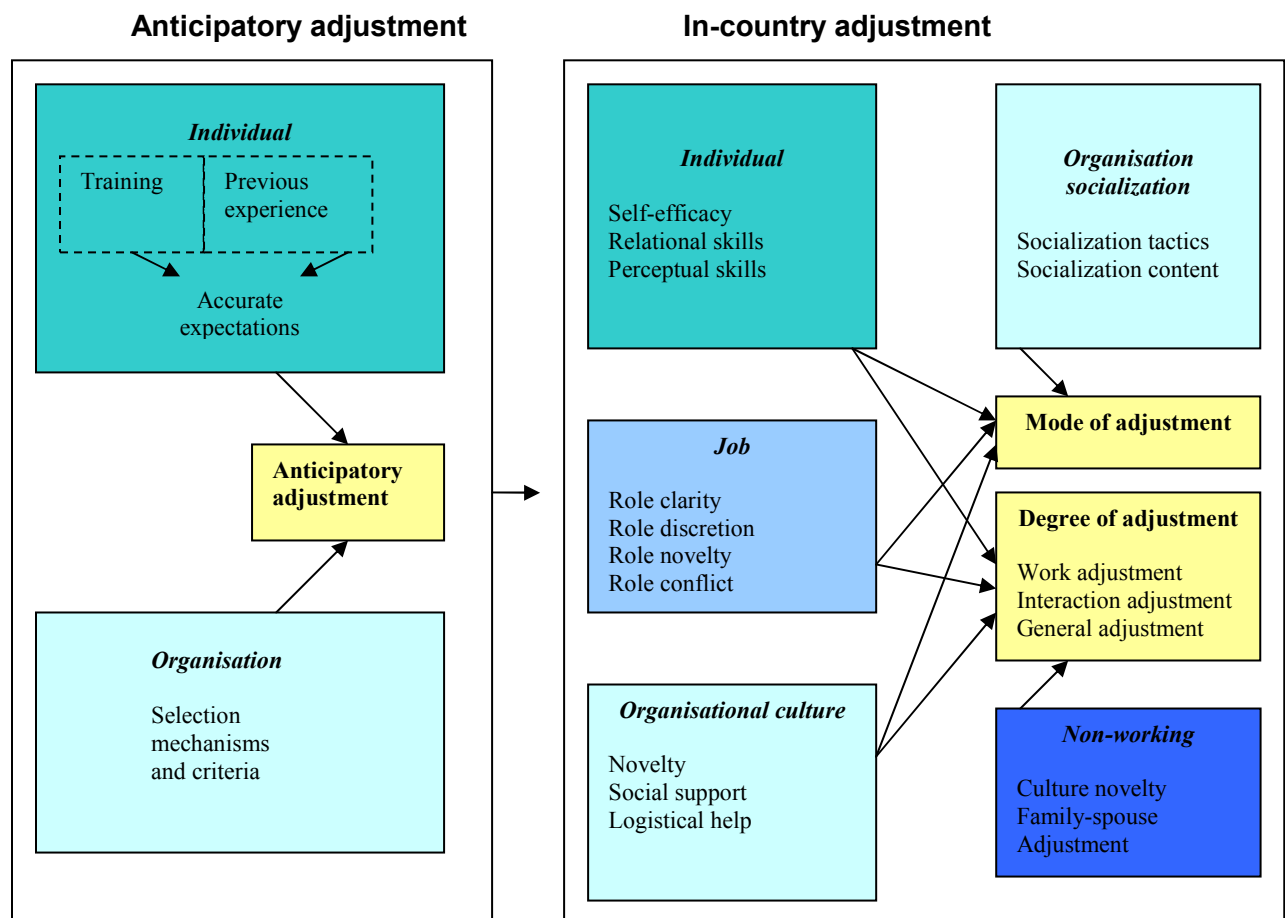 Anticipatory adjustment
Individual
Training
Previous
experience
Accurate
expectations
Anticipatory
adjustment
Organisation
Selection
mechanisms
and criteria
In-country adjustment
Individual
Self-efficacy
Relational skills
Perceptual skills
Job
Role clarity
Role discretion
Role novelty
Role conflict
Organisational culture
Novelty
Social support
Logistical help
Organisation
socialization
Socialization tactics
Socialization content
Mode of adjustment
Degree of adjustment
Work adjustment
Interaction adjustment
General adjustment
Non-working
Culture novelty
Family-spouse
Adjustment